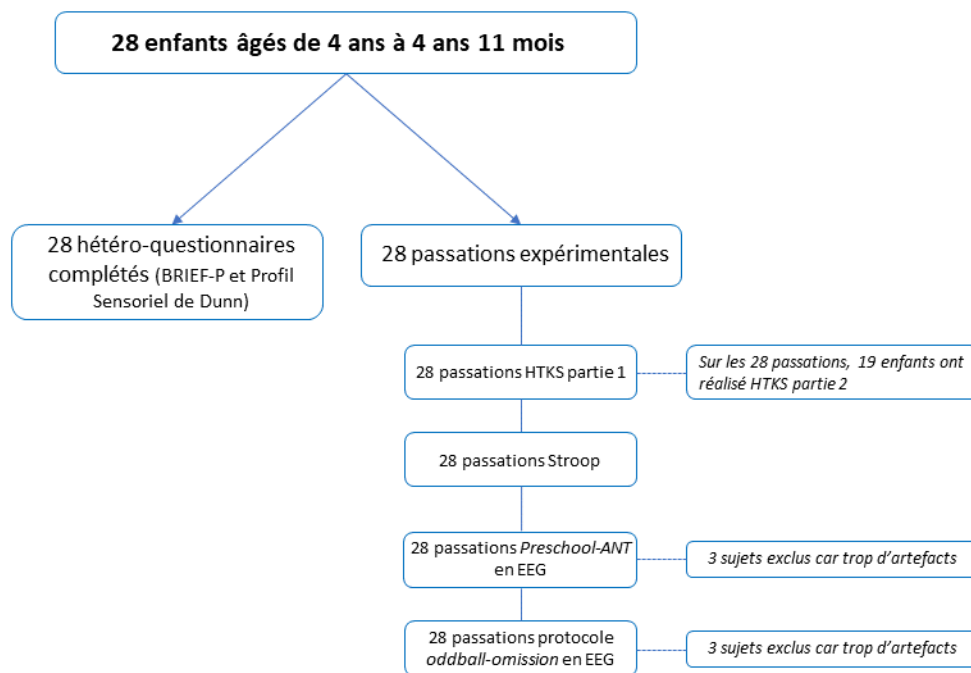 28 enfants âgés de 4 ans à 4 ans 11 mois
28 hétéro-questionnaires
complétés (BRIEF-P et Profil
Sensoriel de Dunn)
28 passations expérimentales
28 passations HTKS partie 1
Sur les 28 passations, 19 enfants ont
réalisé HTKS partie 2
28 passations Stroop
28 passations Preschool-ANT
en EEG
3 sujets exclus car trop d’artefacts
28 passations protocole
oddball-omission en EEG
3 sujets exclus car trop d’artefacts